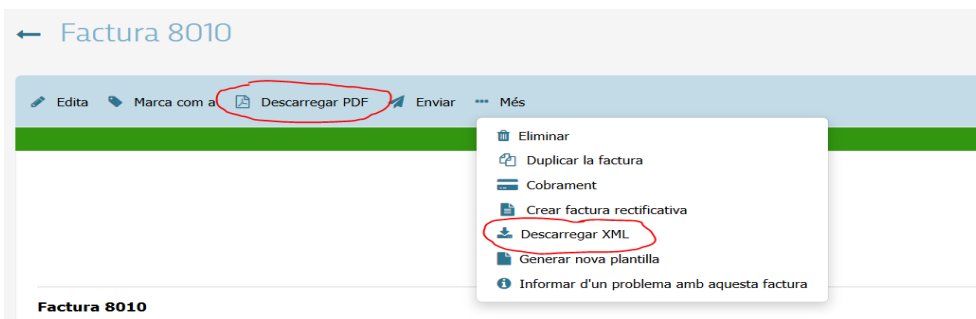 ← Factura 8010
Edita Marca com a Descarregar PDF Enviar ••• Més
Eliminar
Duplicar la factura
Cobrament
Crear factura rectificativa
Descarregar XML
Generar nova plantilla
Informar d'un problema amb aquesta factura
Factura 8010